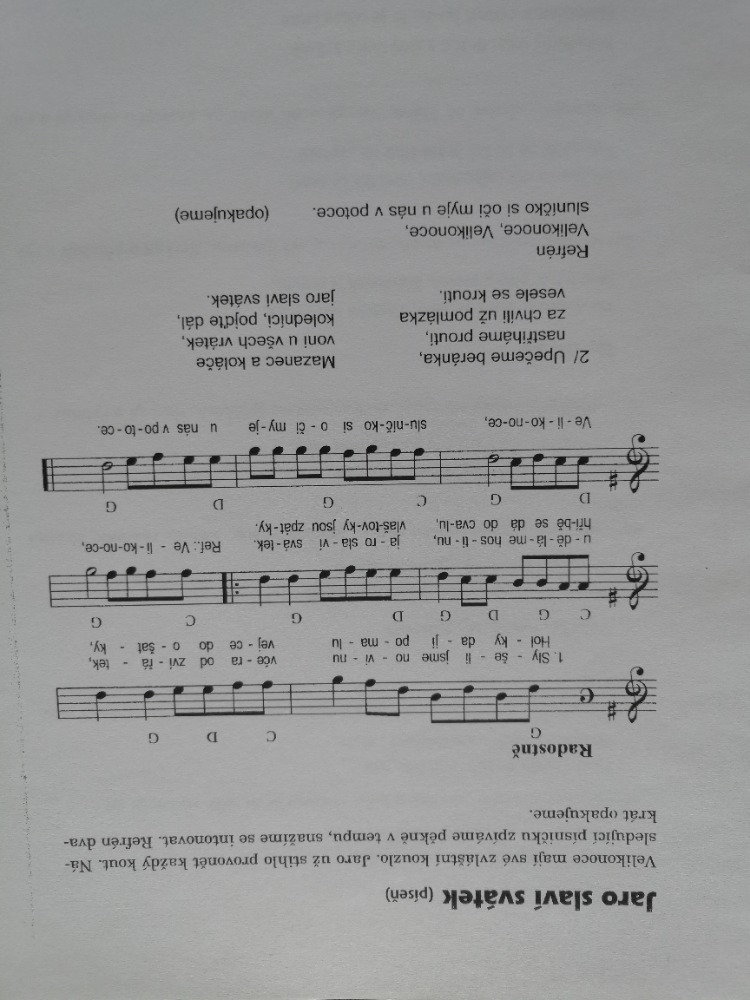 Jaro slaví svátek (píseň)
Velikonoce mají své zvláštní kouzlo. Jaro už stihlo provonět každý kout. Ná-
sledující písničku zpíváme pěkně v tempu, snažíme se intonovat. Refrén dva-
krát opakujeme.
Radostně
G C D G
1. Sly - še - li jsme no - vi - nu vče - ra od zví - řá - tek,
Hol - ky da - jí po - ma - lu vej - ce do o - šat - ky,
C G D G D G C G
u - dě - lá - me hos - ti - nu, ja - ro sla - ví svá - tek. Ref.: Ve - li - ko - no - ce,
hří - bě se dá do cva - lu, vlaš - tov - ky jsou zpát - ky.
D G C G D G
Ve - li - ko - no - ce, slu - níč - ko si o - či my - je u nás v po - to - ce.
2/ Upečeme beránka,
nastříháme proutí,
za chvíli už pomlázka
vesele se kroutí.
Mazanec a koláče
voní u všech vrátek,
koledníci, pojďte dál,
jaro slaví svátek.
Refrén
Velikonoce, Velikonoce,
sluníčko si oči myje u nás v potoce. (opakujeme)